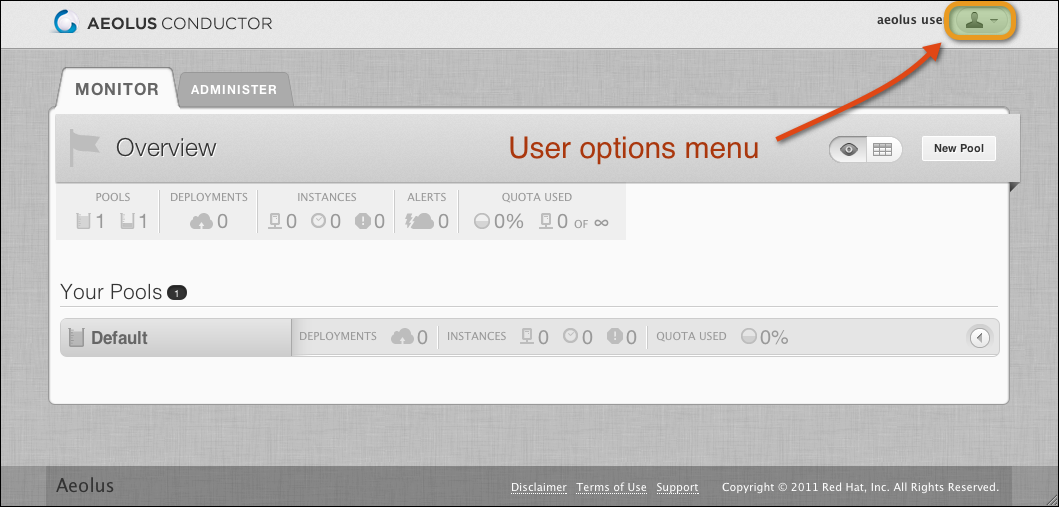 AEOLUS CONDUCTOR
aeolus use
MONITOR
ADMINISTER
Overview
User options menu
New Pool
POOLS
DEPLOYMENTS
INSTANCES
ALERTS
QUOTA USED
1 1
0
0 0 0
0
0% 0 OF ∞
Your Pools 1
Default
DEPLOYMENTS 0 INSTANCES 0 0 0 QUOTA USED 0%
Aeolus
Disclaimer Terms of Use Support Copyright © 2011 Red Hat, Inc. All Rights Reserved.